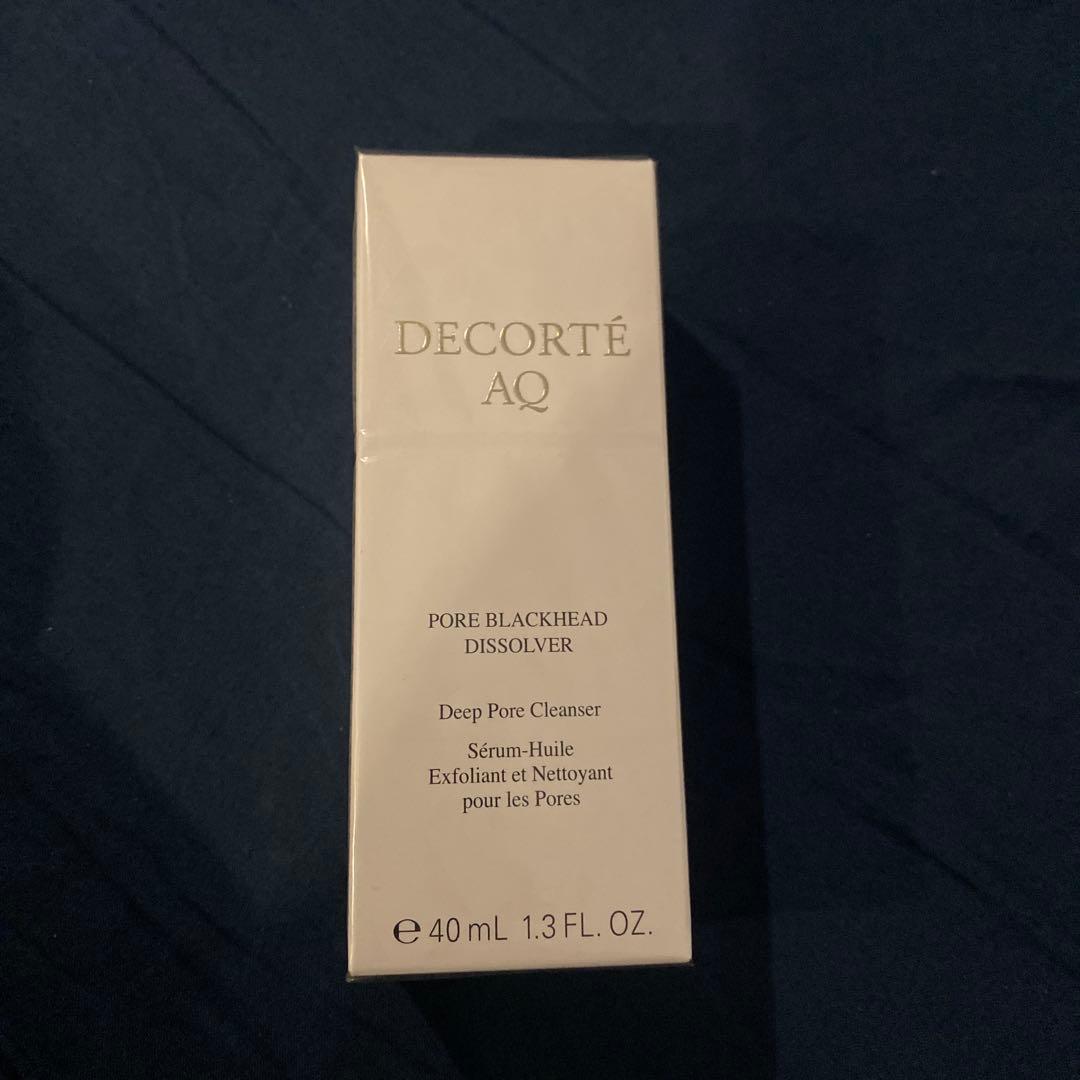 DECORTÉ
AQ
PORE BLACKHEAD
DISSOLVER
Deep Pore Cleanser
Sérum-Huile
Exfoliant et Nettoyant
pour les Pores
℮ 40 mL 1.3 FL. OZ.